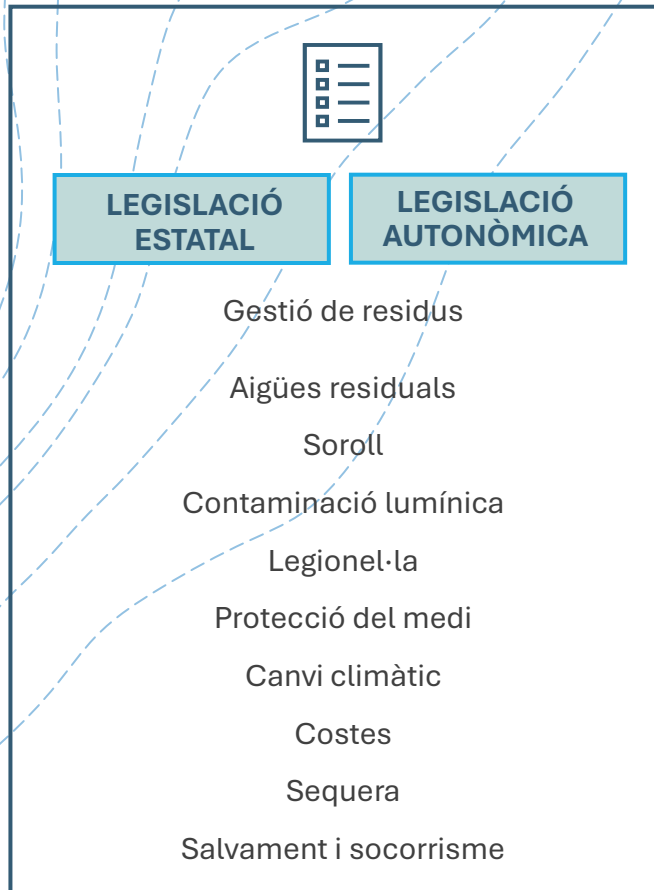 LEGISLACIÓ
ESTATAL
LEGISLACIÓ
AUTONÒMICA
Gestió de residus
Aigües residuals
Soroll
Contaminació lumínica
Legionel·la
Protecció del medi
Canvi climàtic
Costes
Sequera
Salvament i socorrisme